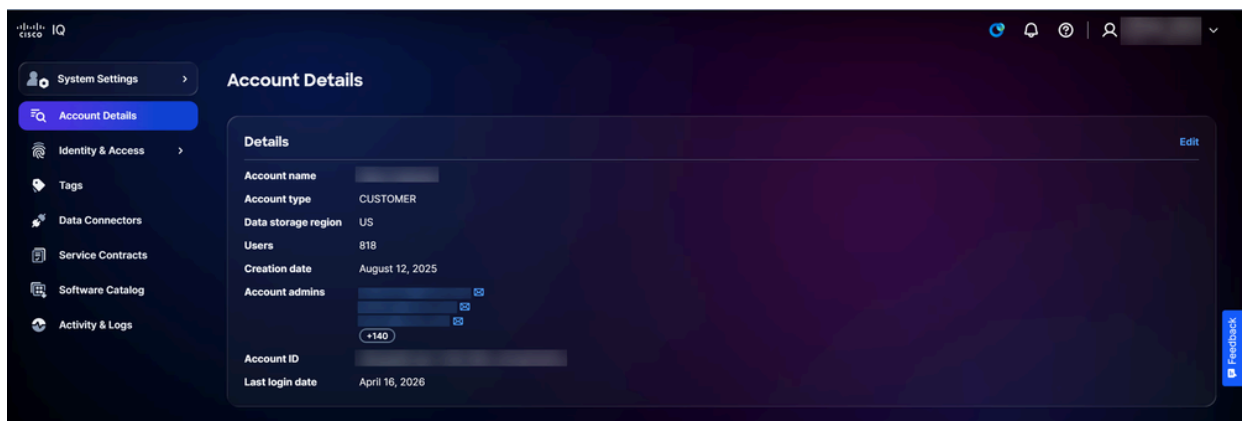 cisco IQ
System Settings
Account Details
Identity & Access
Tags
Data Connectors
Service Contracts
Software Catalog
Activity & Logs
Account Details
Details
Edit
Account name
Account type CUSTOMER
Data storage region US
Users 818
Creation date August 12, 2025
Account admins
+140
Account ID
Last login date April 16, 2026
Feedback